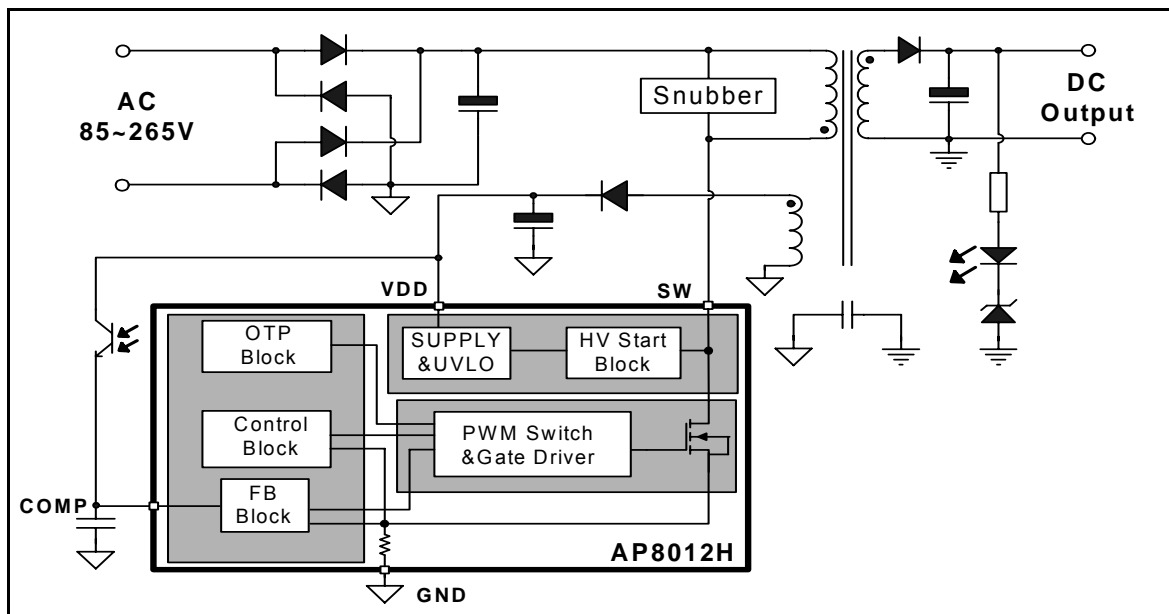 AC
85~265V
Snubber
DC
Output
VDD
SW
OTP
Block
SUPPLY
&UVLO
HV Start
Block
Control
Block
PWM Switch
&Gate Driver
FB
Block
COMP
AP8012H
GND